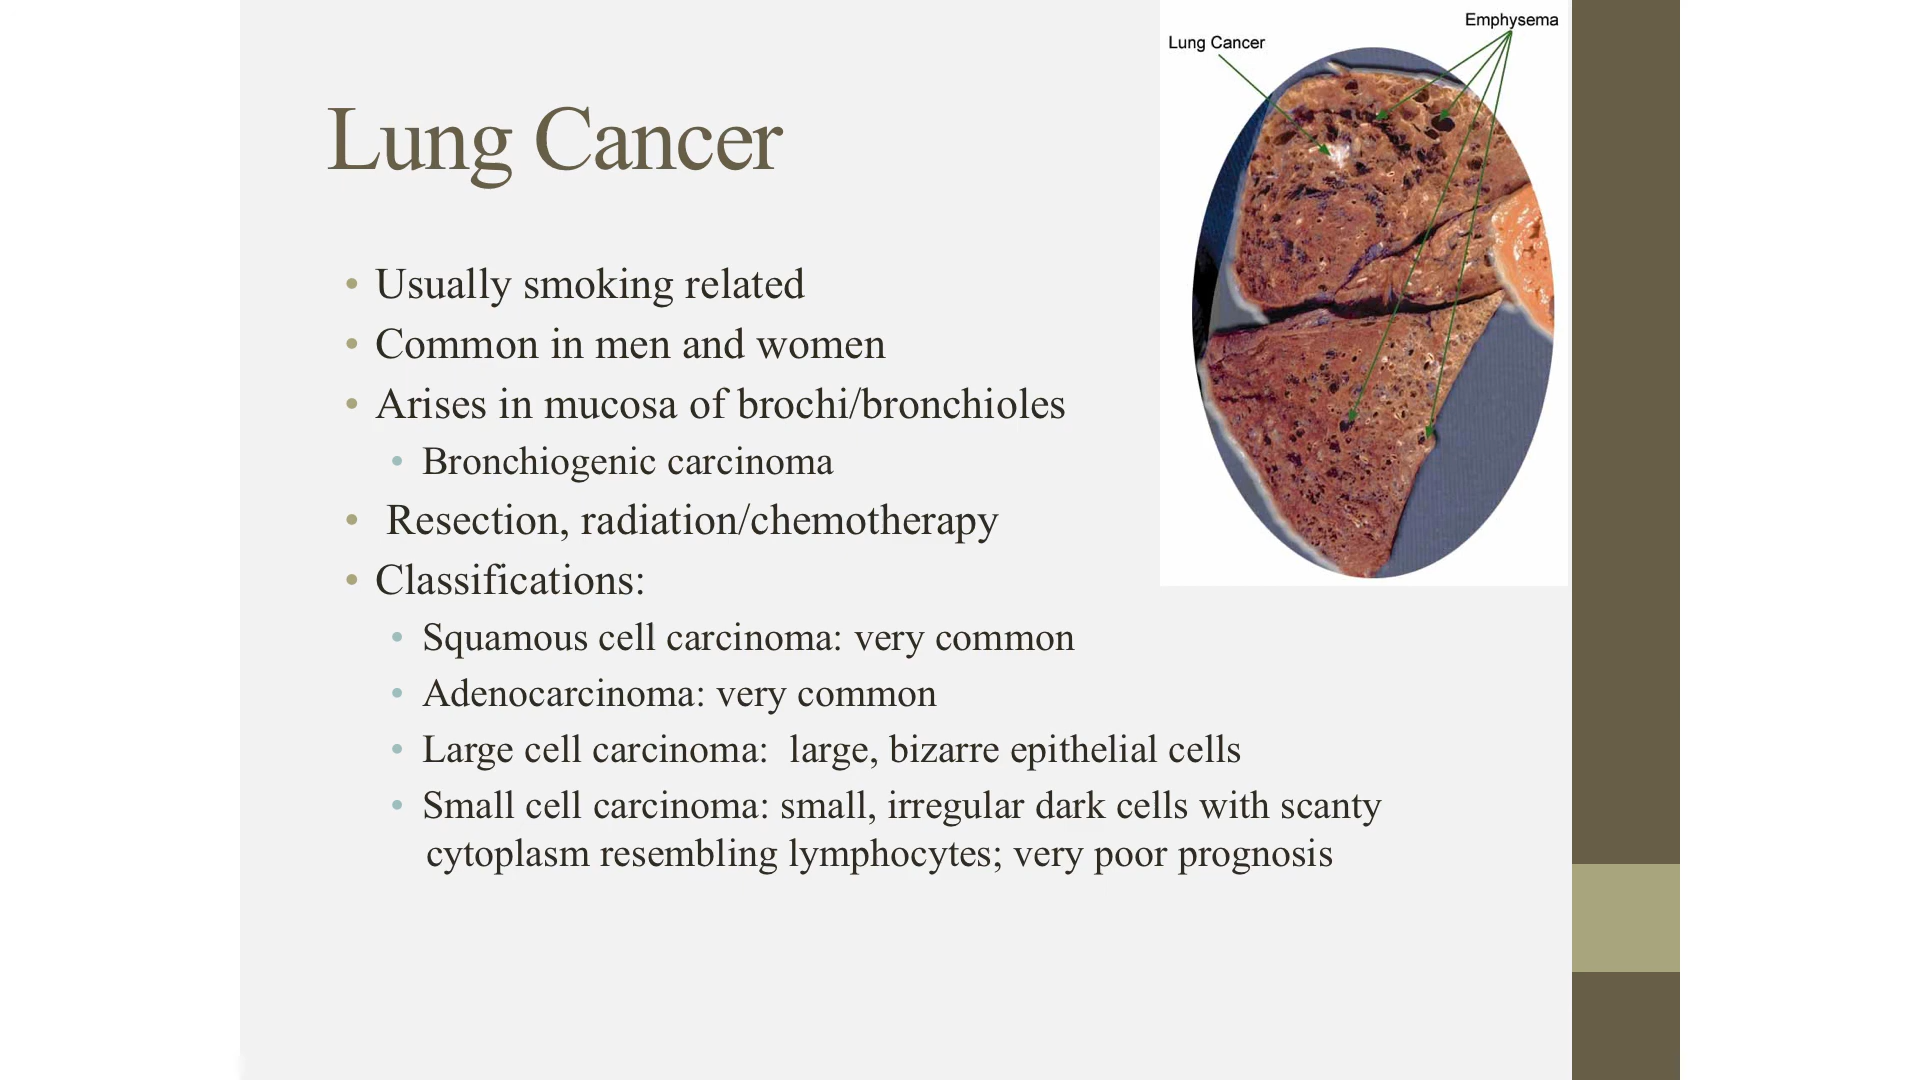 Emphysema
Lung Cancer
Lung Cancer
• Usually smoking related
• Common in men and women
• Arises in mucosa of brochi/bronchioles
• Bronchiogenic carcinoma
• Resection, radiation/chemotherapy
• Classifications:
• Squamous cell carcinoma: very common
• Adenocarcinoma: very common
• Large cell carcinoma:  large, bizarre epithelial cells
• Small cell carcinoma: small, irregular dark cells with scanty
cytoplasm resembling lymphocytes; very poor prognosis